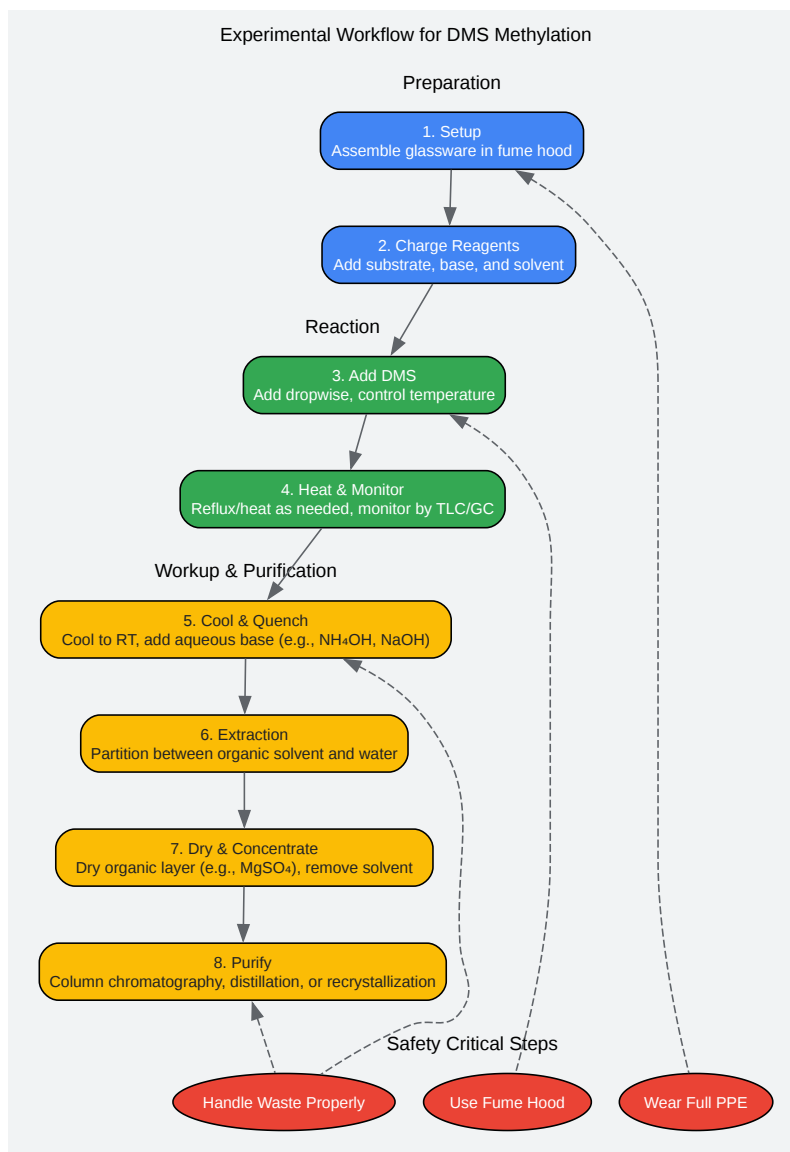 Experimental Workflow for DMS Methylation
Preparation
1. Setup
Assemble glassware in fume hood
2. Charge Reagents
Add substrate, base, and solvent
Reaction
3. Add DMS
Add dropwise, control temperature
4. Heat & Monitor
Reflux/heat as needed, monitor by TLC/GC
Workup & Purification
5. Cool & Quench
Cool to RT, add aqueous base (e.g., NH₄OH, NaOH)
6. Extraction
Partition between organic solvent and water
7. Dry & Concentrate
Dry organic layer (e.g., MgSO₄), remove solvent
8. Purify
Column chromatography, distillation, or recrystallization
Safety Critical Steps
Handle Waste Properly
Use Fume Hood
Wear Full PPE